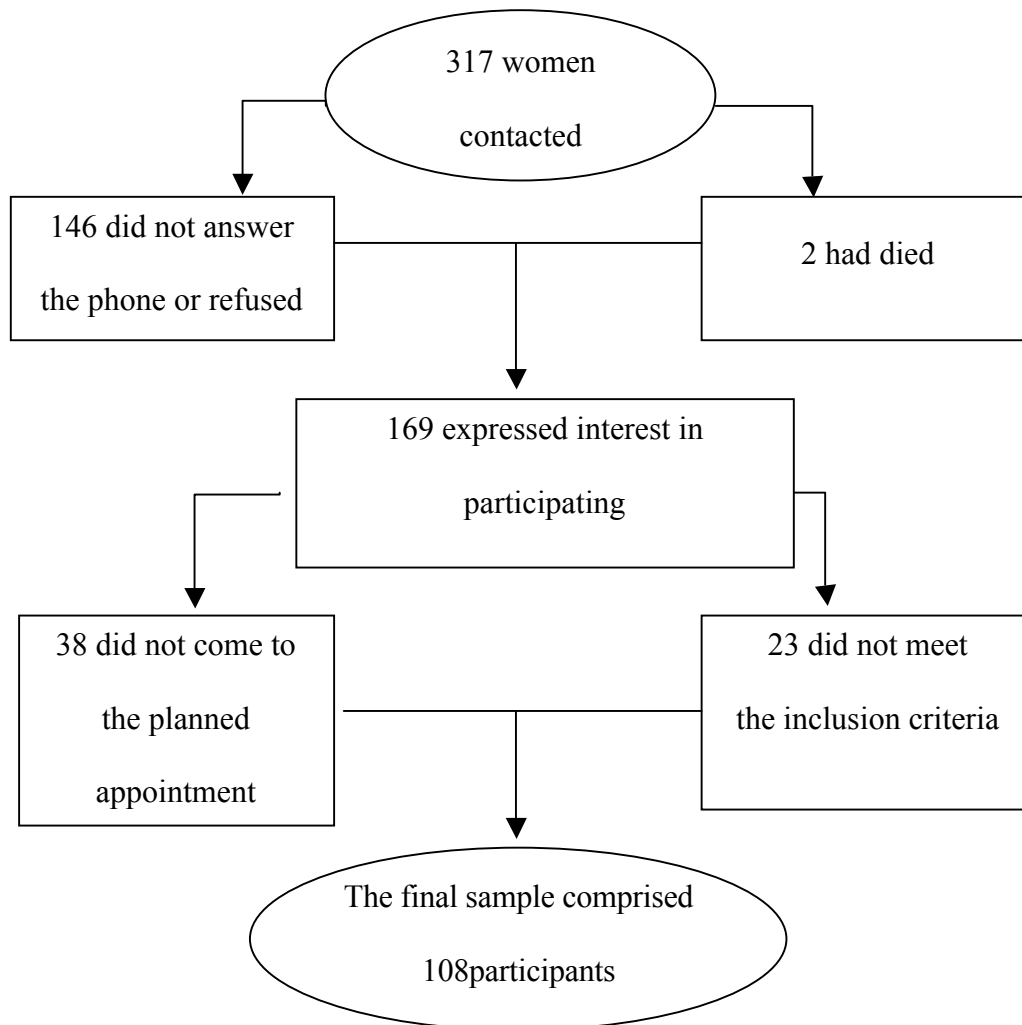 317 women
contacted
146 did not answer
the phone or refused
2 had died
169 expressed interest in
participating
38 did not come to
the planned
appointment
23 did not meet
the inclusion criteria
The final sample comprised
108participants